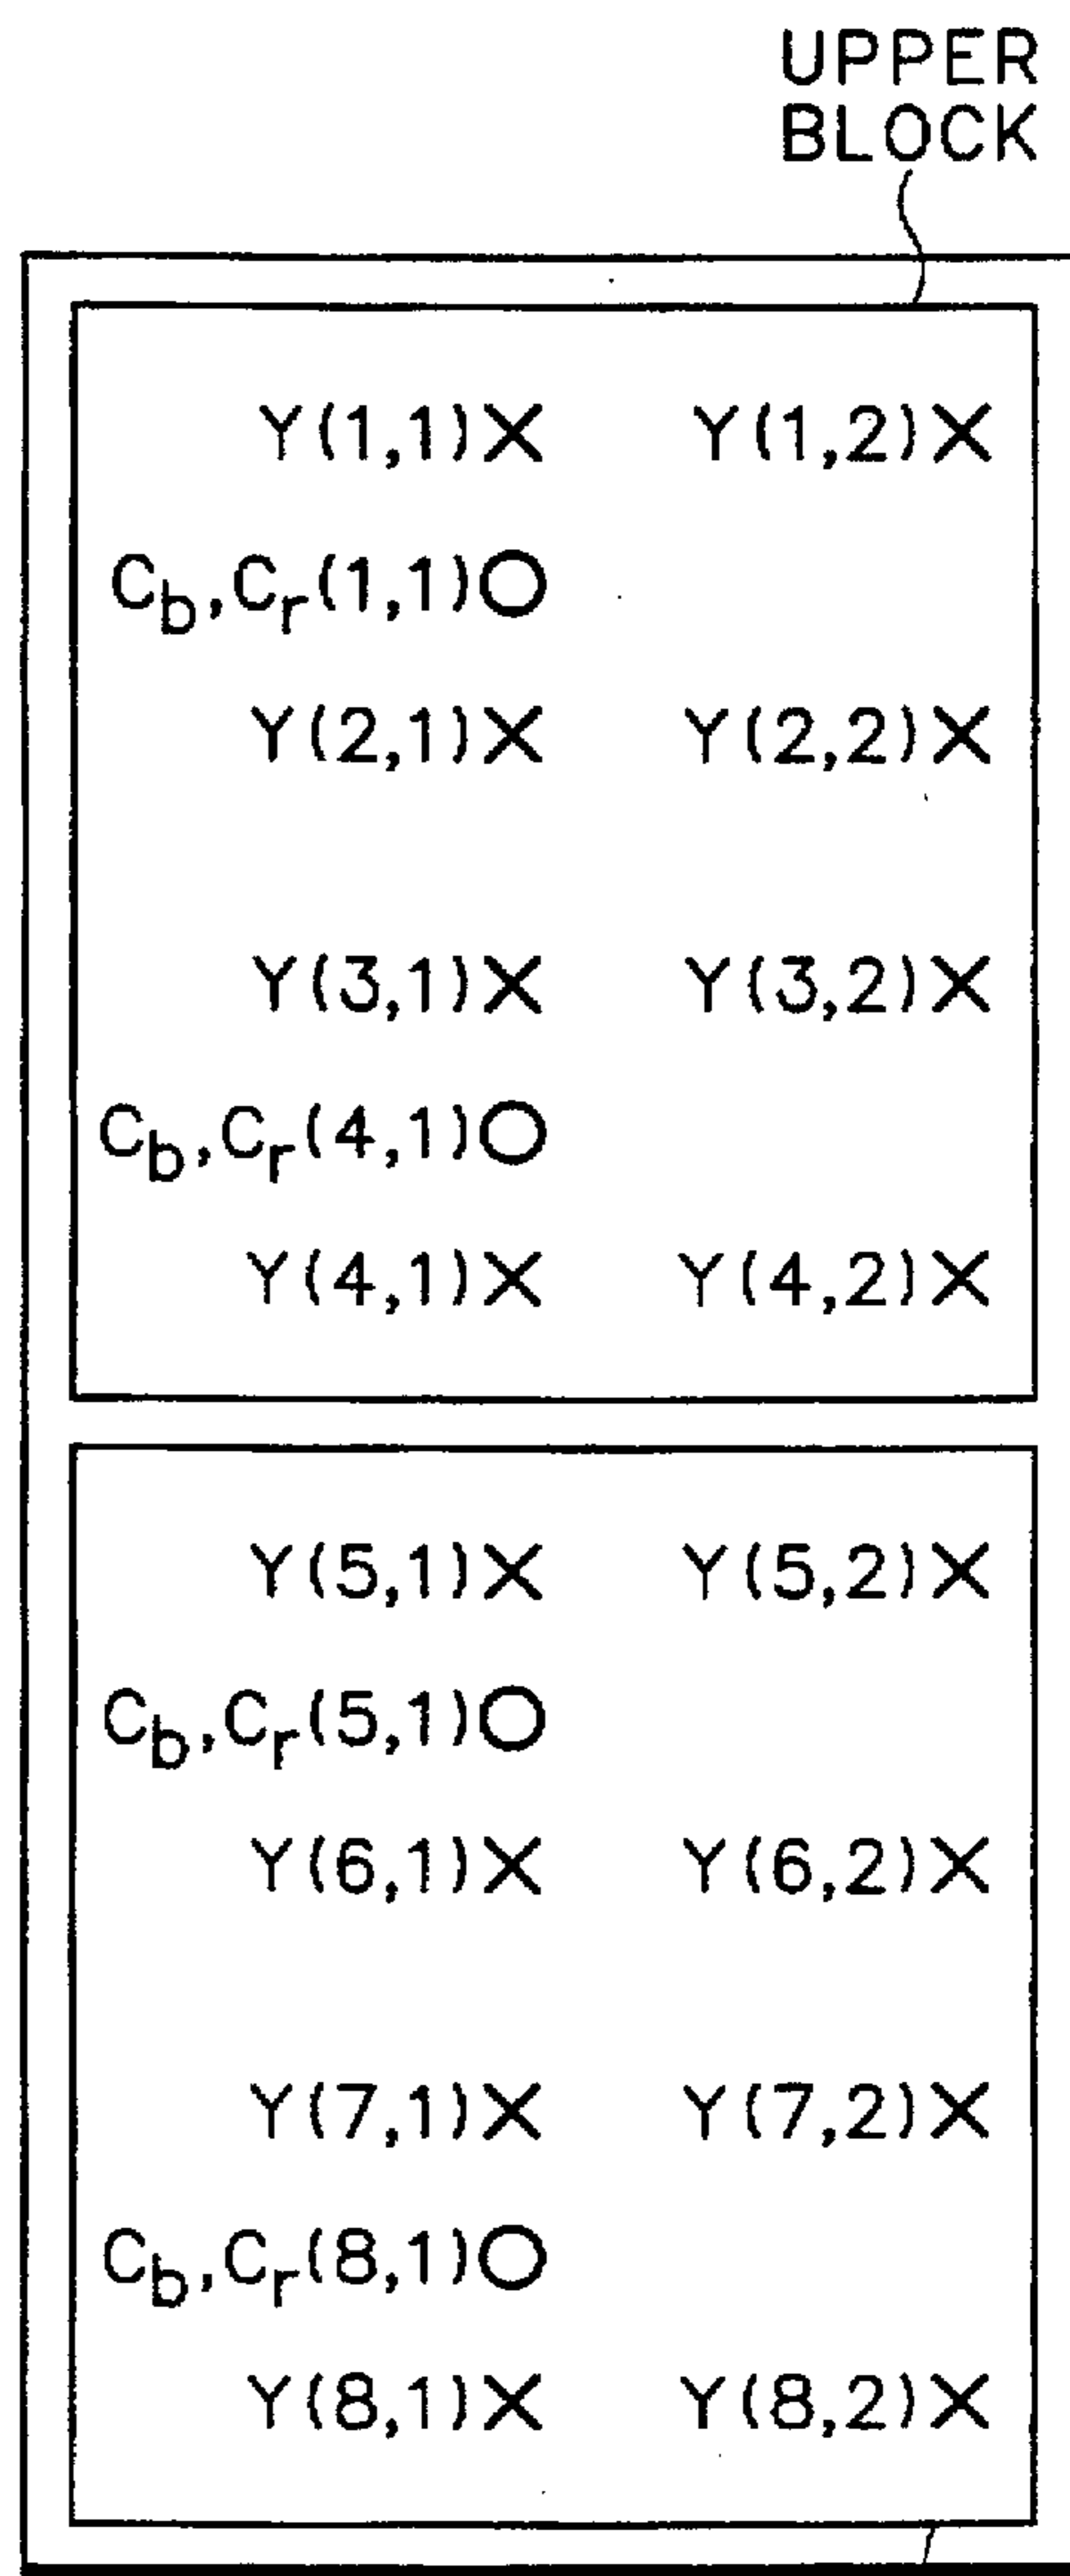 UPPER
BLOCK
Y(1,1)X Y(1,2)X
Cb,Cr(1,1)O
Y(2,1)X Y(2,2)X
Y(3,1)X Y(3,2)X
Cb,Cr(4,1)O
Y(4,1)X Y(4,2)X
Y(5,1)X Y(5,2)X
Cb,Cr(5,1)O
Y(6,1)X Y(6,2)X
Y(7,1)X Y(7,2)X
Cb,Cr(8,1)O
Y(8,1)X Y(8,2)X